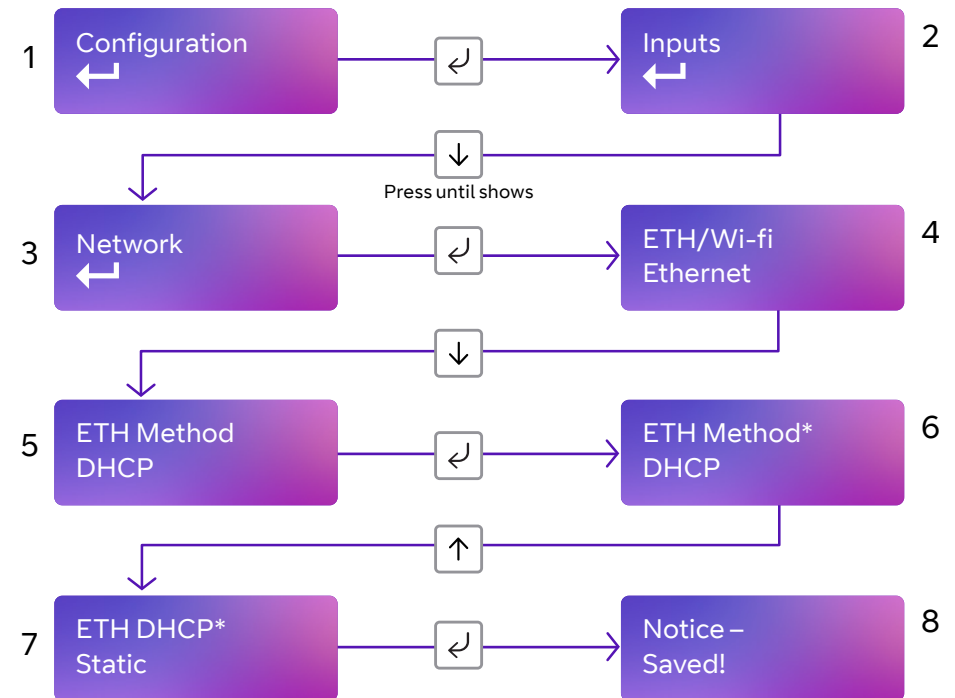 1
Configuration
Inputs
2
Press until shows
3
Network
ETH/Wi-fi
Ethernet
4
5
ETH Method
DHCP
ETH Method*
DHCP
6
7
ETH DHCP*
Static
Notice –
Saved!
8